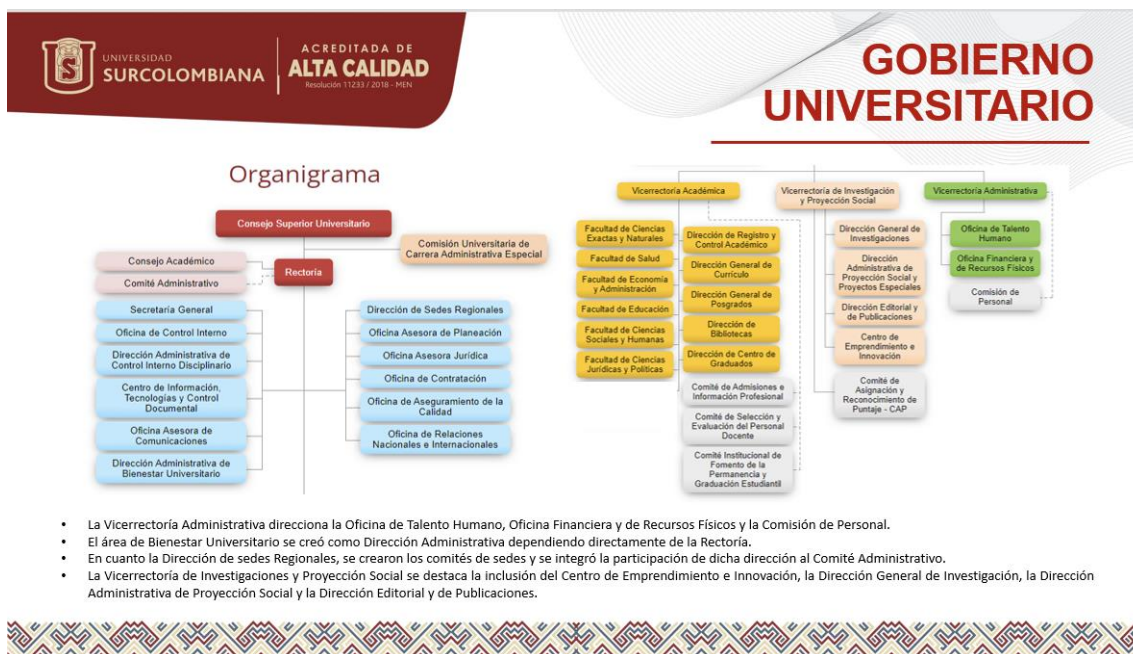 UNIVERSIDAD
SURCOLOMBIANA
ACREDITADA DE
ALTA CALIDAD
Resolución 11233 / 2018 - MEN
GOBIERNO
UNIVERSITARIO
Organigrama
Consejo Superior Universitario
Comisión Universitaria de
Carrera Administrativa Especial
Consejo Académico
Rectoría
Comité Administrativo
Secretaría General
Oficina de Control Interno
Dirección Administrativa de
Control Interno Disciplinario
Centro de Información,
Tecnologías y Control
Documental
Oficina Asesora de
Comunicaciones
Dirección Administrativa de
Bienestar Universitario
Dirección de Sedes Regionales
Oficina Asesora de Planeación
Oficina Asesora Jurídica
Oficina de Contratación
Oficina de Aseguramiento de la
Calidad
Oficina de Relaciones
Nacionales e Internacionales
Vicerrectoría Académica
Facultad de Ciencias
Exactas y Naturales
Facultad de Salud
Facultad de Economía
y Administración
Facultad de Educación
Facultad de Ciencias
Sociales y Humanas
Facultad de Ciencias
Jurídicas y Políticas
Dirección de Registro y
Control Académico
Dirección General de
Currículo
Dirección General de
Posgrados
Dirección de
Bibliotecas
Dirección de Centro de
Graduados
Comité de Admisiones e
Información Profesional
Comité de Selección y
Evaluación del Personal
Docente
Comité Institucional de
Fomento de la
Permanencia y
Graduación Estudiantil
Vicerrectoría de Investigación
y Proyección Social
Dirección General de
Investigaciones
Dirección
Administrativa de
Proyección Social y
Proyectos Especiales
Dirección Editorial y
de Publicaciones
Centro de
Emprendimiento e
Innovación
Comité de
Asignación y
Reconocimiento de
Puntaje - CAP
Vicerrectoría Administrativa
Oficina de Talento
Humano
Oficina Financiera y
de Recursos Físicos
Comisión de
Personal
• La Vicerrectoría Administrativa direcciona la Oficina de Talento Humano, Oficina Financiera y de Recursos Físicos y la Comisión de Personal.
• El área de Bienestar Universitario se creó como Dirección Administrativa dependiendo directamente de la Rectoría.
• En cuanto la Dirección de sedes Regionales, se crearon los comités de sedes y se integró la participación de dicha dirección al Comité Administrativo.
• La Vicerrectoría de Investigaciones y Proyección Social se destaca la inclusión del Centro de Emprendimiento e Innovación, la Dirección General de Investigación, la Dirección
Administrativa de Proyección Social y la Dirección Editorial y de Publicaciones.